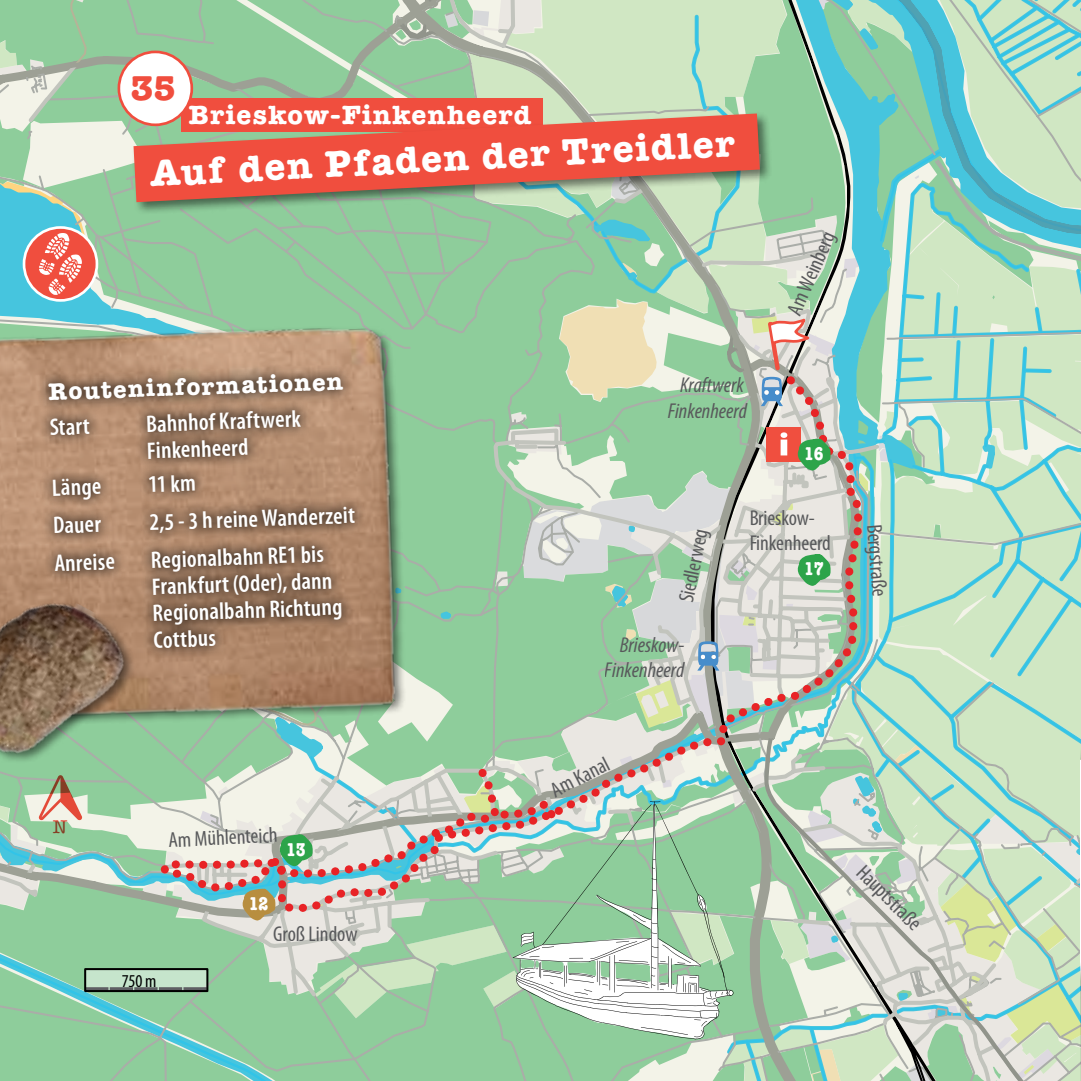 35
Brieskow-Finkenheerd
Auf den Pfaden der Treidler
Routeninformationen
Start Bahnhof Kraftwerk
Finkenheerd
Länge 11 km
Dauer 2,5 - 3 h reine Wanderzeit
Anreise Regionalbahn RE1 bis
Frankfurt (Oder), dann
Regionalbahn Richtung
Cottbus
Am Weinberg
Kraftwerk
Finkenheerd
i
16
Brieskow-
Finkenheerd
17
Bergstraße
Siedlerweg
Brieskow-
Finkenheerd
Am Kanal
N
Am Mühlenteich
13
12
Groß Lindow
Hauptstraße
750 m